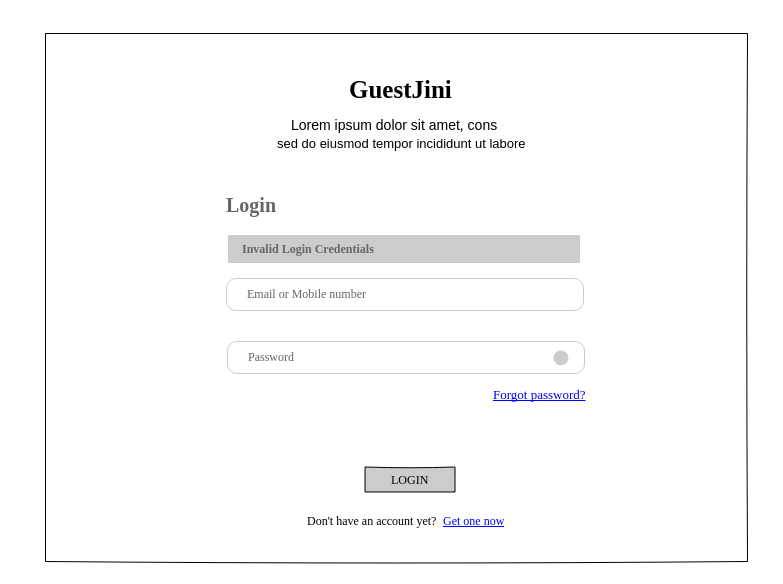 GuestJini
Lorem ipsum dolor sit amet, cons
sed do eiusmod tempor incididunt ut labore
Login
Invalid Login Credentials
Email or Mobile number
Password
Forgot password?
LOGIN
Don't have an account yet? Get one now